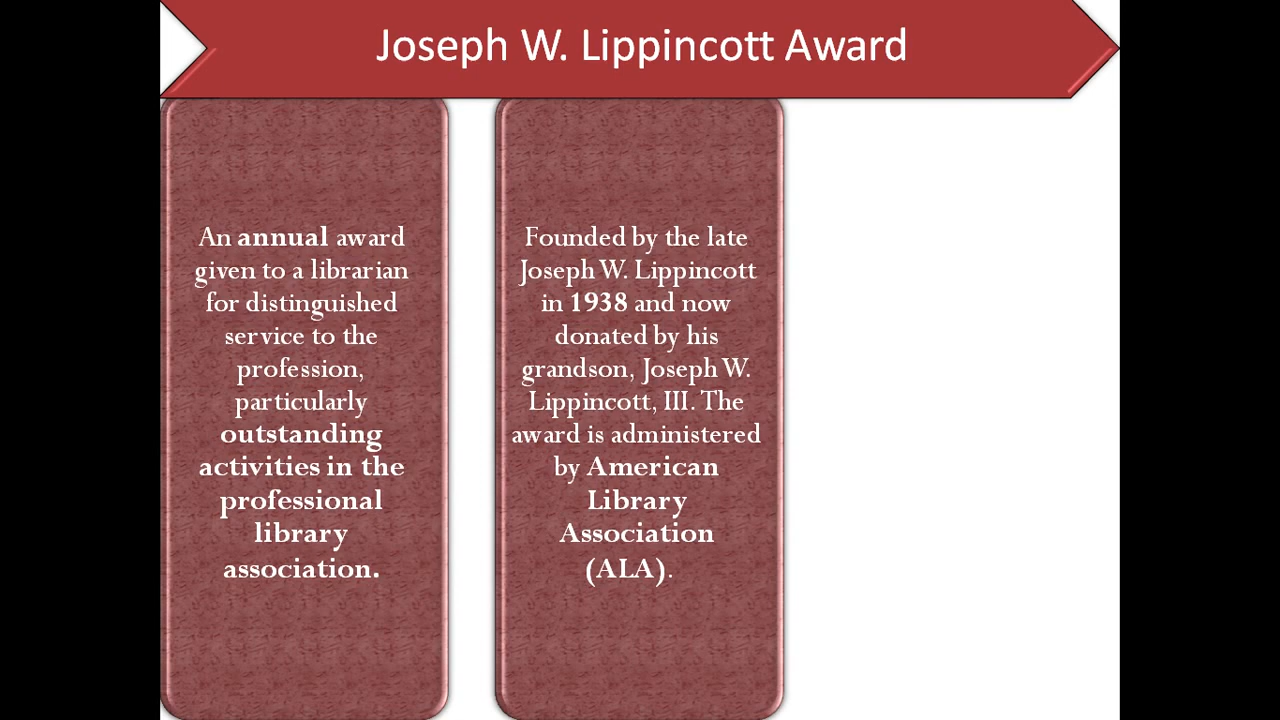 Joseph W. Lippincott Award
An annual award
given to a librarian
for distinguished
service to the
profession,
particularly
outstanding
activities in the
professional
library
association.
Founded by the late
Joseph W. Lippincott
in 1938 and now
donated by his
grandson, Joseph W.
Lippincott, III. The
award is administered
by American
Library
Association
(ALA).